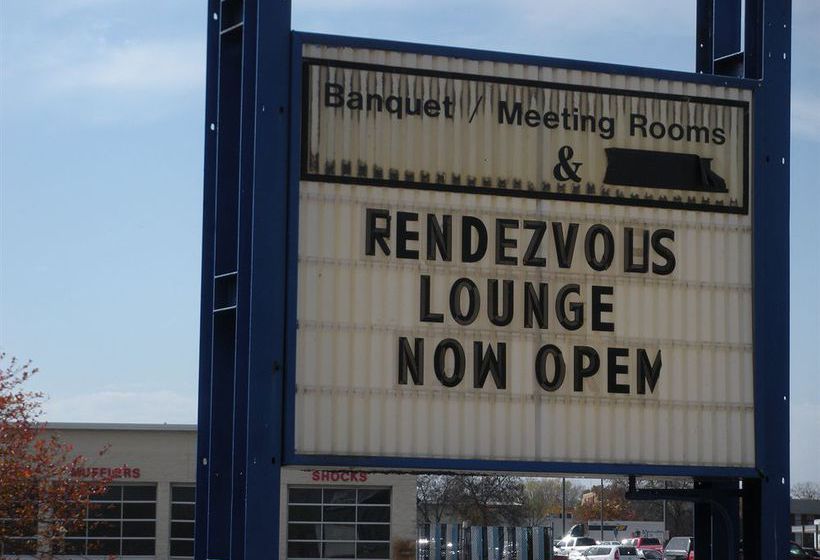 Banquet / Meeting Rooms
&
RENDEZVOUS
LOUNGE
NOW OPEN
MUFFLERS
SHOCKS